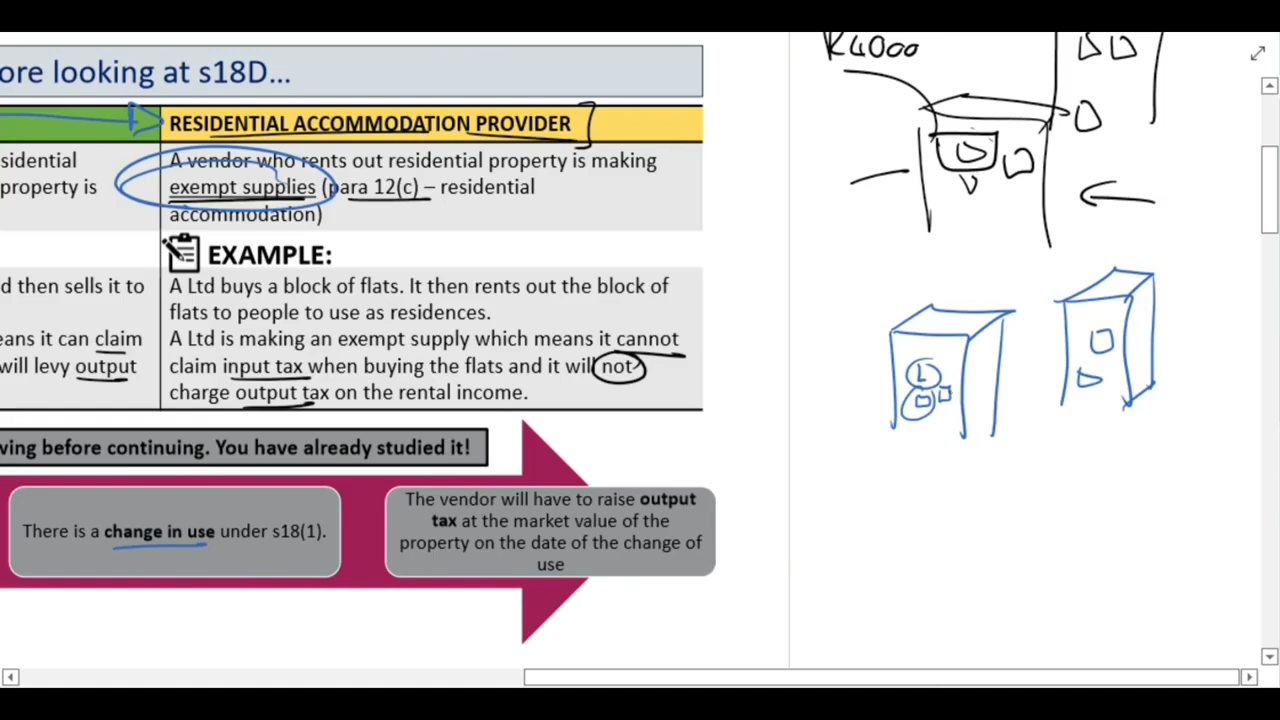 ore looking at s18D...
R4000
RESIDENTIAL ACCOMMODATION PROVIDER
sidential
property is
A vendor who rents out residential property is making
exempt supplies (para 12(c) – residential
accommodation)
EXAMPLE:
d then sells it to
eans it can claim
will levy output
A Ltd buys a block of flats. It then rents out the block of
flats to people to use as residences.
A Ltd is making an exempt supply which means it cannot
claim input tax when buying the flats and it will not
charge output tax on the rental income.
wing before continuing. You have already studied it!
There is a change in use under s18(1).
The vendor will have to raise output
tax at the market value of the
property on the date of the change of
use